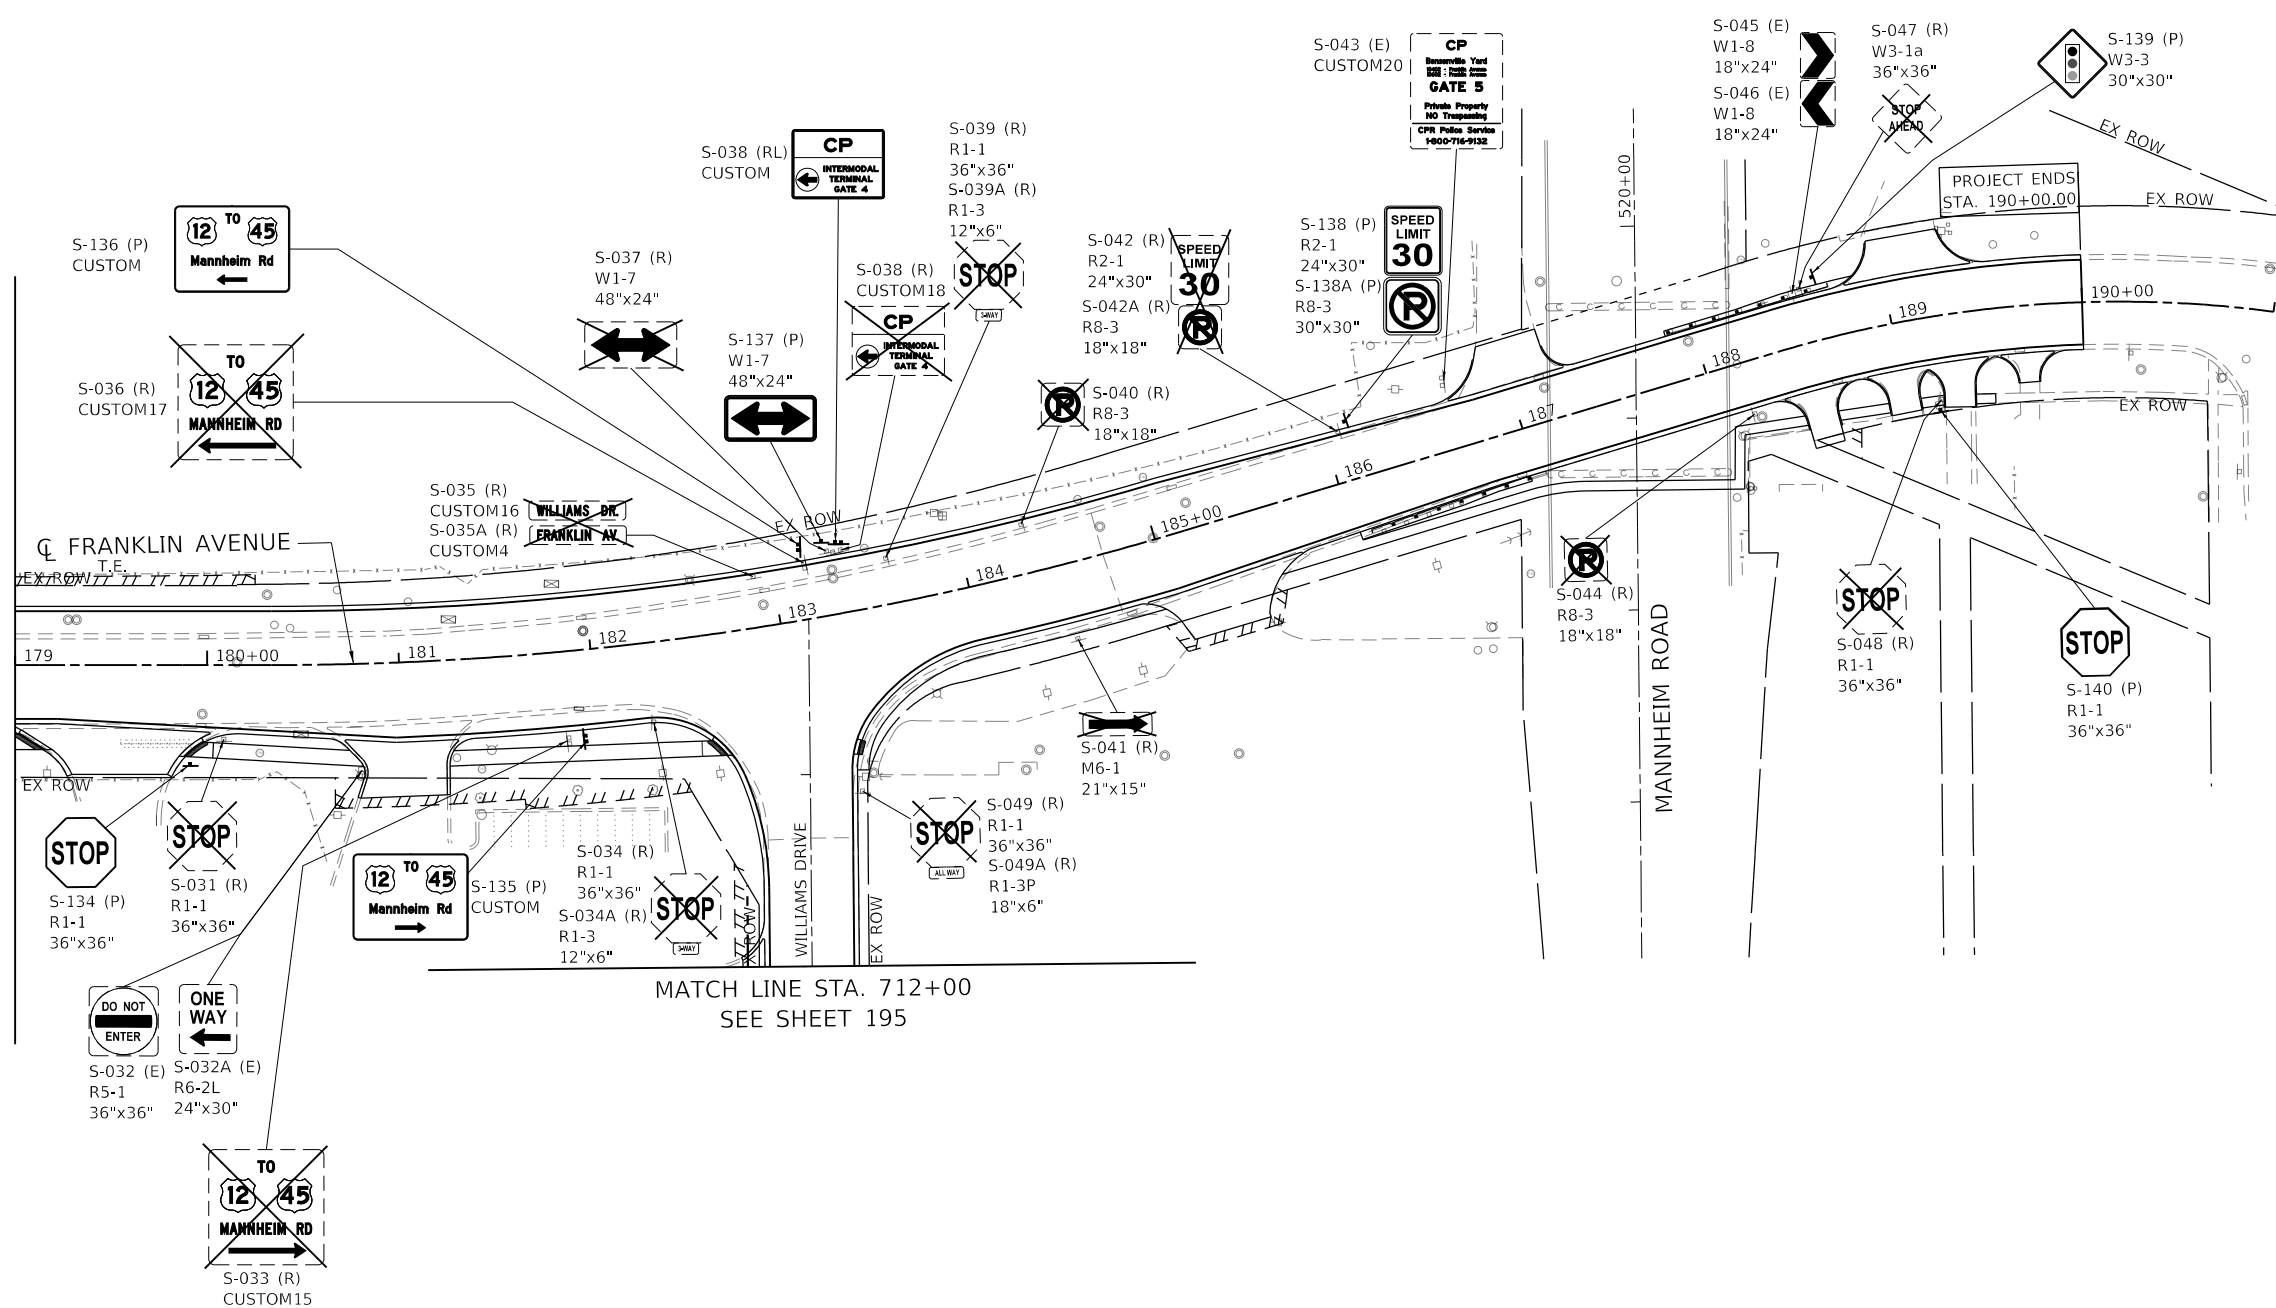 S-045 (E)
W1-8
18"x24"
S-046 (E)
W1-8
18"x24"
S-047 (R)
W3-1a
36"x36"
STOP
AHEAD
S-139 (P)
W3-3
30"x30"
S-043 (E)
CUSTOM20
CP
Bensenville Yard
GATE 5
Private Property
NO Trespassing
CPR Police Service
1-800-716-9132
EX ROW
520+00
PROJECT ENDS
STA. 190+00.00
EX ROW
S-038 (RL)
CUSTOM
CP
INTERMODAL
TERMINAL
GATE 4
S-039 (R)
R1-1
36"x36"
S-039A (R)
R1-3
12"x6"
STOP
3-WAY
S-136 (P)
CUSTOM
12 TO 45
Mannheim Rd
S-037 (R)
W1-7
48"x24"
S-038 (R)
CUSTOM18
CP
INTERMODAL
TERMINAL
GATE 4
S-042 (R)
R2-1
24"x30"
S-042A (R)
R8-3
18"x18"
SPEED
LIMIT
30
P
S-138 (P)
R2-1
24"x30"
S-138A (P)
R8-3
30"x30"
SPEED
LIMIT
30
P
S-137 (P)
W1-7
48"x24"
S-036 (R)
CUSTOM17
TO
12 45
MANNHEIM RD
P
S-040 (R)
R8-3
18"x18"
S-035 (R)
CUSTOM16
S-035A (R)
CUSTOM4
WILLIAMS DR.
FRANKLIN AV
EX ROW
℄ FRANKLIN AVENUE
T.E.
EX ROW
179
180+00
181
182
183
184
185+00
186
187
188
189
190+00
EX ROW
P
S-044 (R)
R8-3
18"x18"
MANNHEIM ROAD
STOP
S-048 (R)
R1-1
36"x36"
STOP
S-140 (P)
R1-1
36"x36"
S-041 (R)
M6-1
21"x15"
EX ROW
STOP
S-134 (P)
R1-1
36"x36"
STOP
S-031 (R)
R1-1
36"x36"
12 TO 45
Mannheim Rd
S-135 (P)
CUSTOM
S-034 (R)
R1-1
36"x36"
S-034A (R)
R1-3
12"x6"
STOP
3-WAY
ROW
WILLIAMS DRIVE
EX ROW
STOP
ALL WAY
S-049 (R)
R1-1
36"x36"
S-049A (R)
R1-3P
18"x6"
MATCH LINE STA. 712+00
SEE SHEET 195
DO NOT
ENTER
S-032 (E)
R5-1
36"x36"
ONE
WAY
S-032A (E)
R6-2L
24"x30"
TO
12 45
MANNHEIM RD
S-033 (R)
CUSTOM15